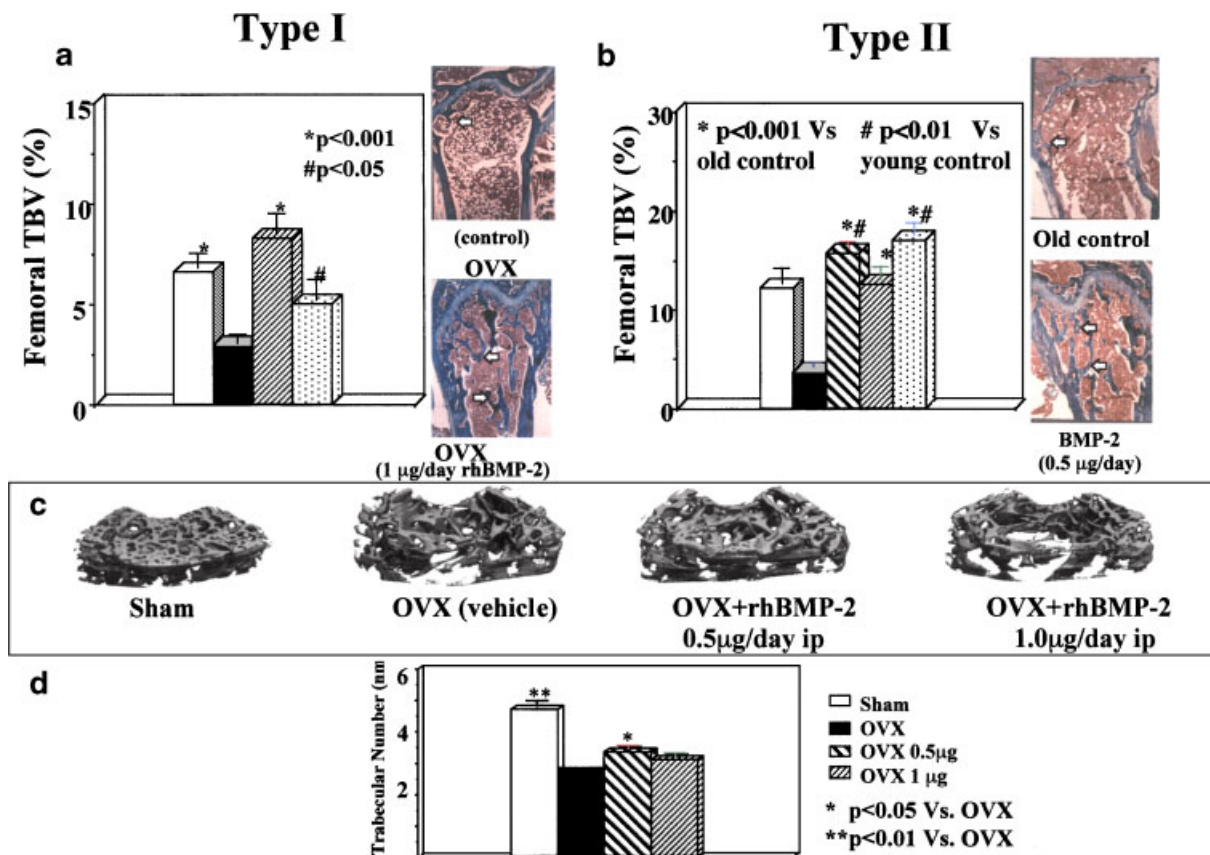 Type I
Type II
a
b
Femoral TBV (%)
15
10
5
0
*p<0.001
#p<0.05
*
*
#
(control)
OVX
OVX
(1 µg/day rhBMP-2)
Femoral TBV (%)
30
20
10
0
* p<0.001 Vs
old control
# p<0.01 Vs
young control
*#
*
*#
Old control
BMP-2
(0.5 µg/day)
c
Sham
OVX (vehicle)
OVX+rhBMP-2
0.5µg/day ip
OVX+rhBMP-2
1.0µg/day ip
d
Trabecular Number (nm
6
4
2
**
*
Sham
OVX
OVX 0.5µg
OVX 1 µg
* p<0.05 Vs. OVX
**p<0.01 Vs. OVX